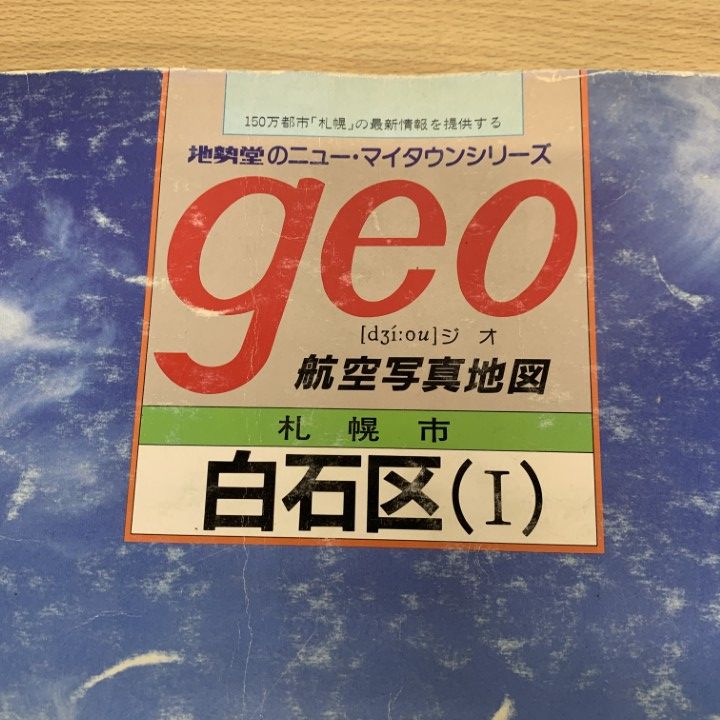 150万都市「札幌」の最新情報を提供する
地勢堂のニュー・マイタウンシリーズ
geo
[dʒí:ou]ジオ
航空写真地図
札幌市
白石区(I)